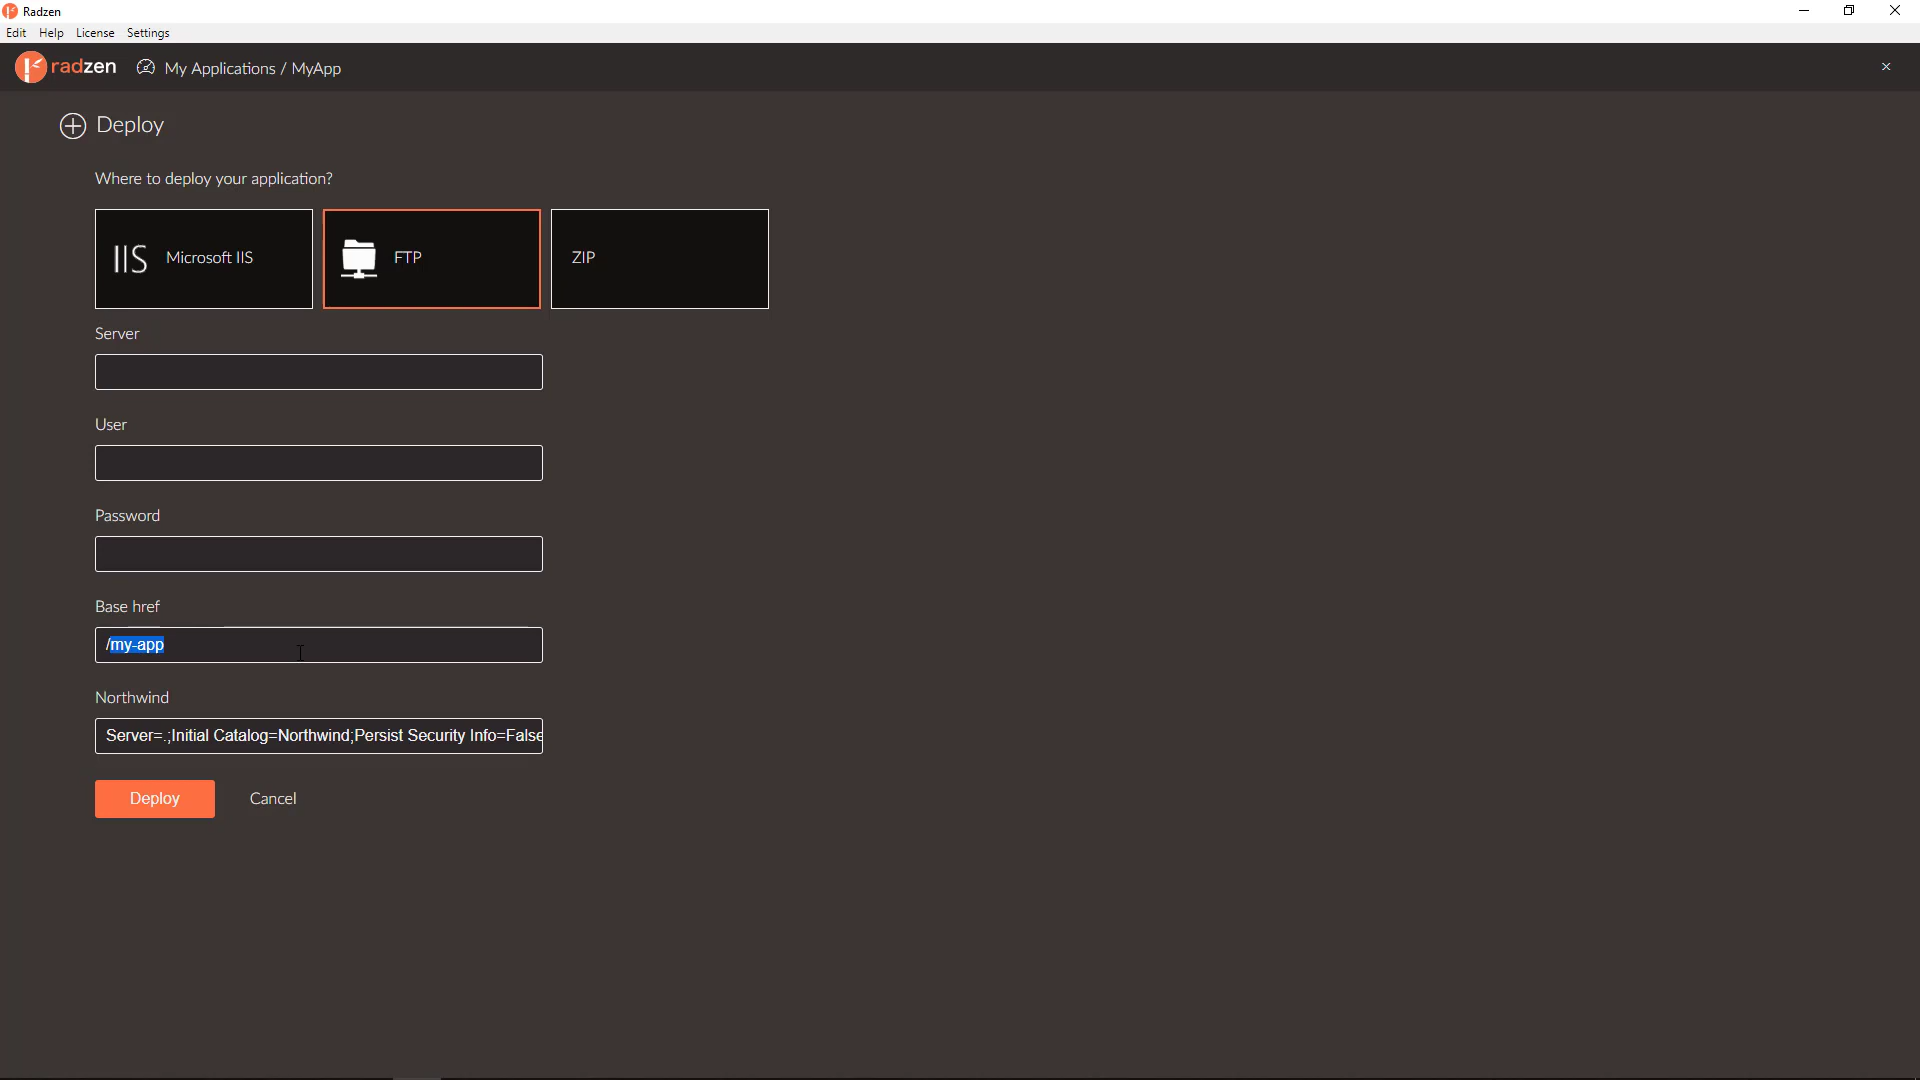 Radzen
Edit Help License Settings
radzen My Applications / MyApp
Deploy
Where to deploy your application?
IIS Microsoft IIS FTP ZIP
Server
User
Password
Base href
/my-app
Northwind
Server=.;Initial Catalog=Northwind;Persist Security Info=False
Deploy Cancel